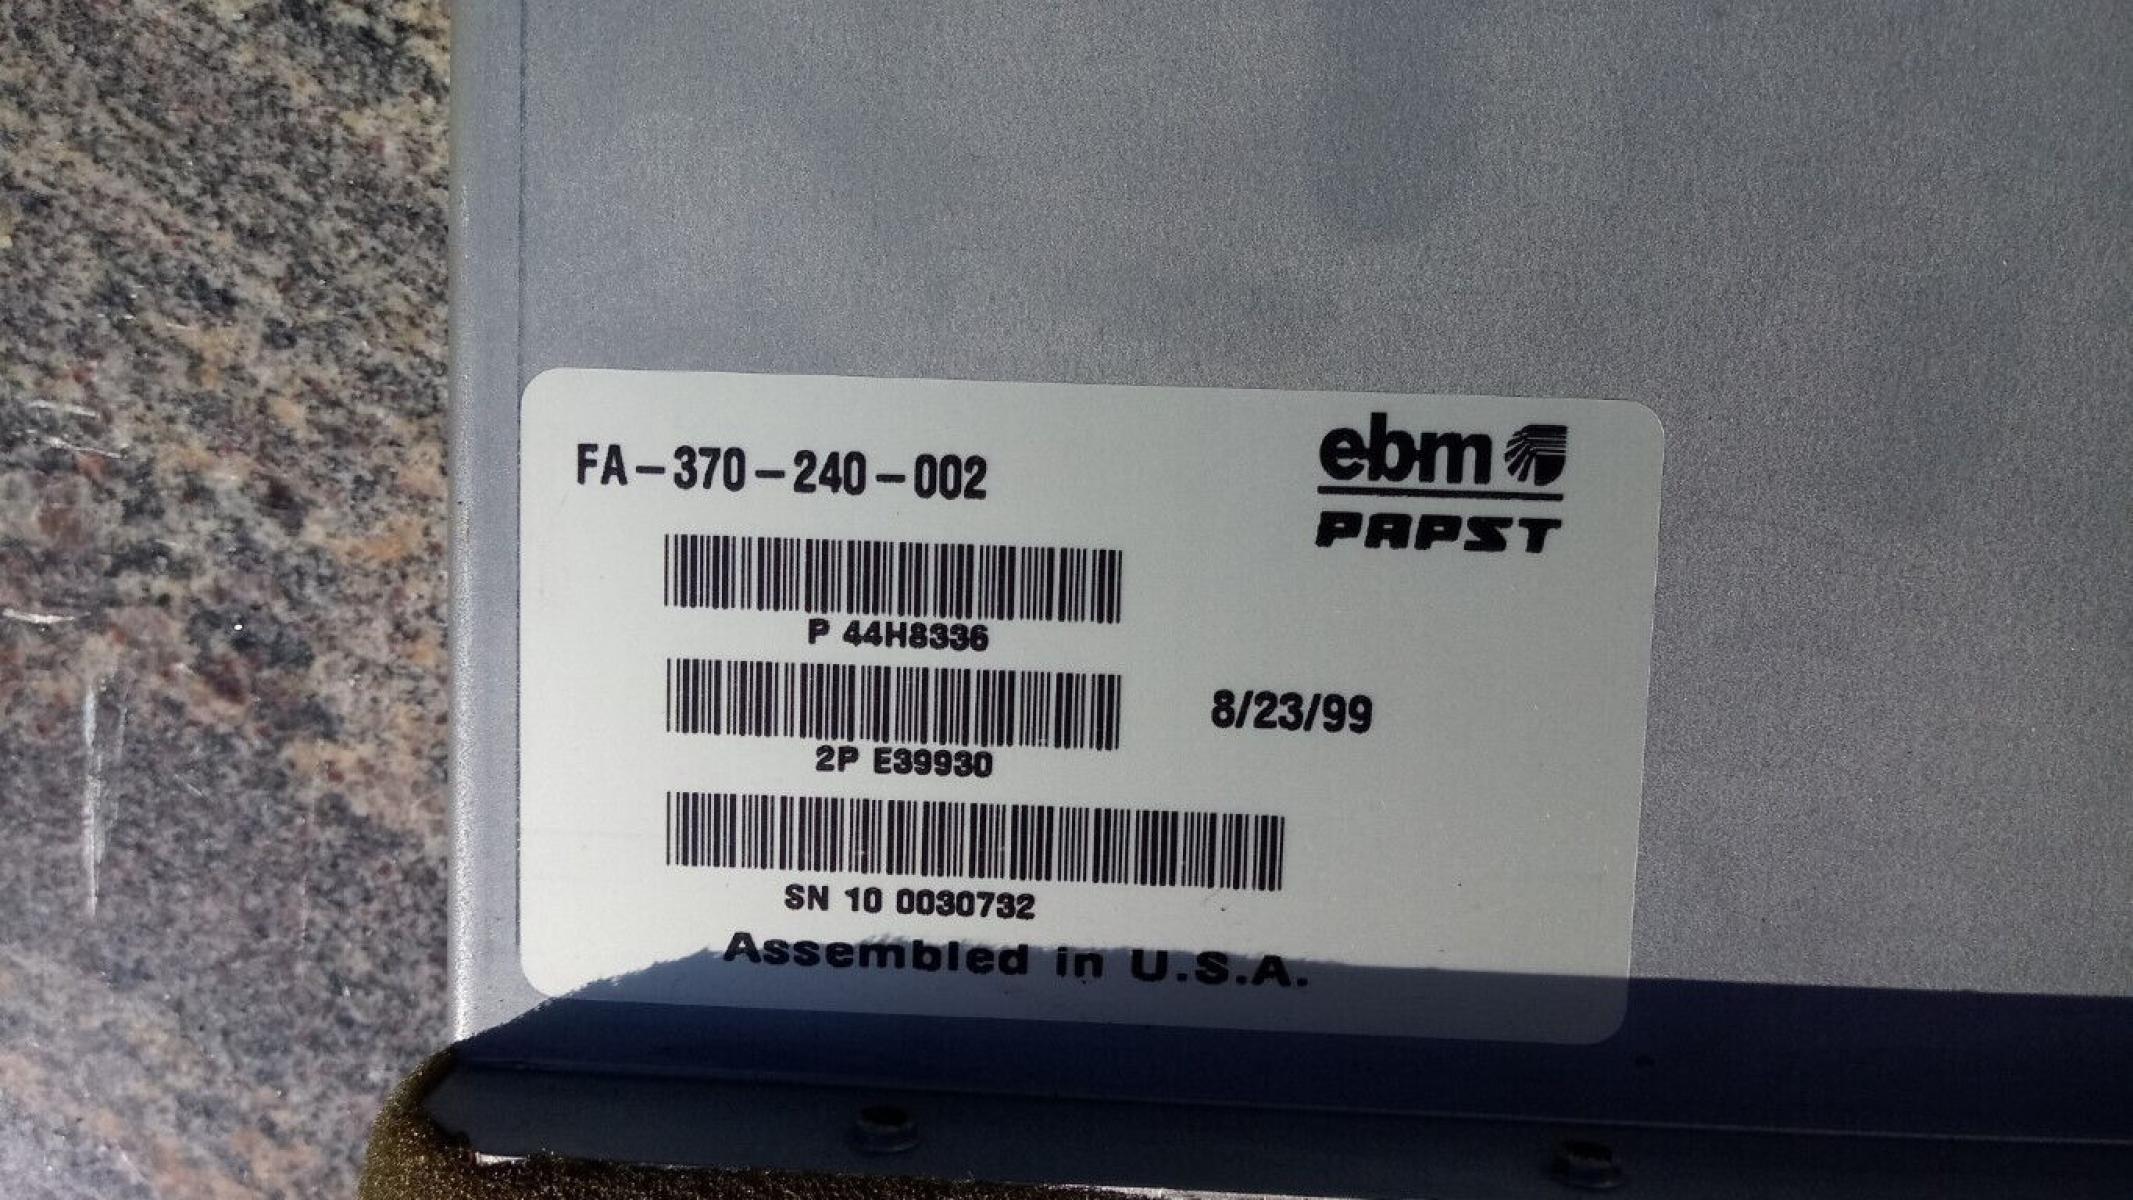 FA-370-240-002
ebm
PAPST
P 44H8336
8/23/99
2P E39930
SN 10 0030732
Assembled in U.S.A.